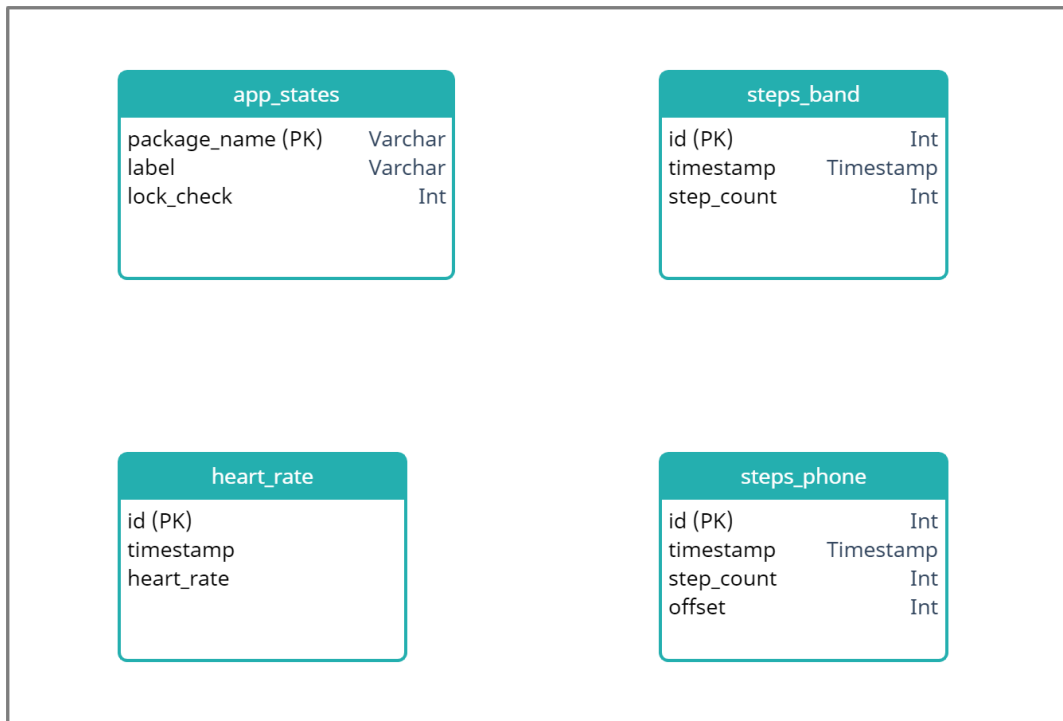 app_states
package_name (PK) Varchar
label Varchar
lock_check Int
steps_band
id (PK) Int
timestamp Timestamp
step_count Int
heart_rate
id (PK)
timestamp
heart_rate
steps_phone
id (PK) Int
timestamp Timestamp
step_count Int
offset Int